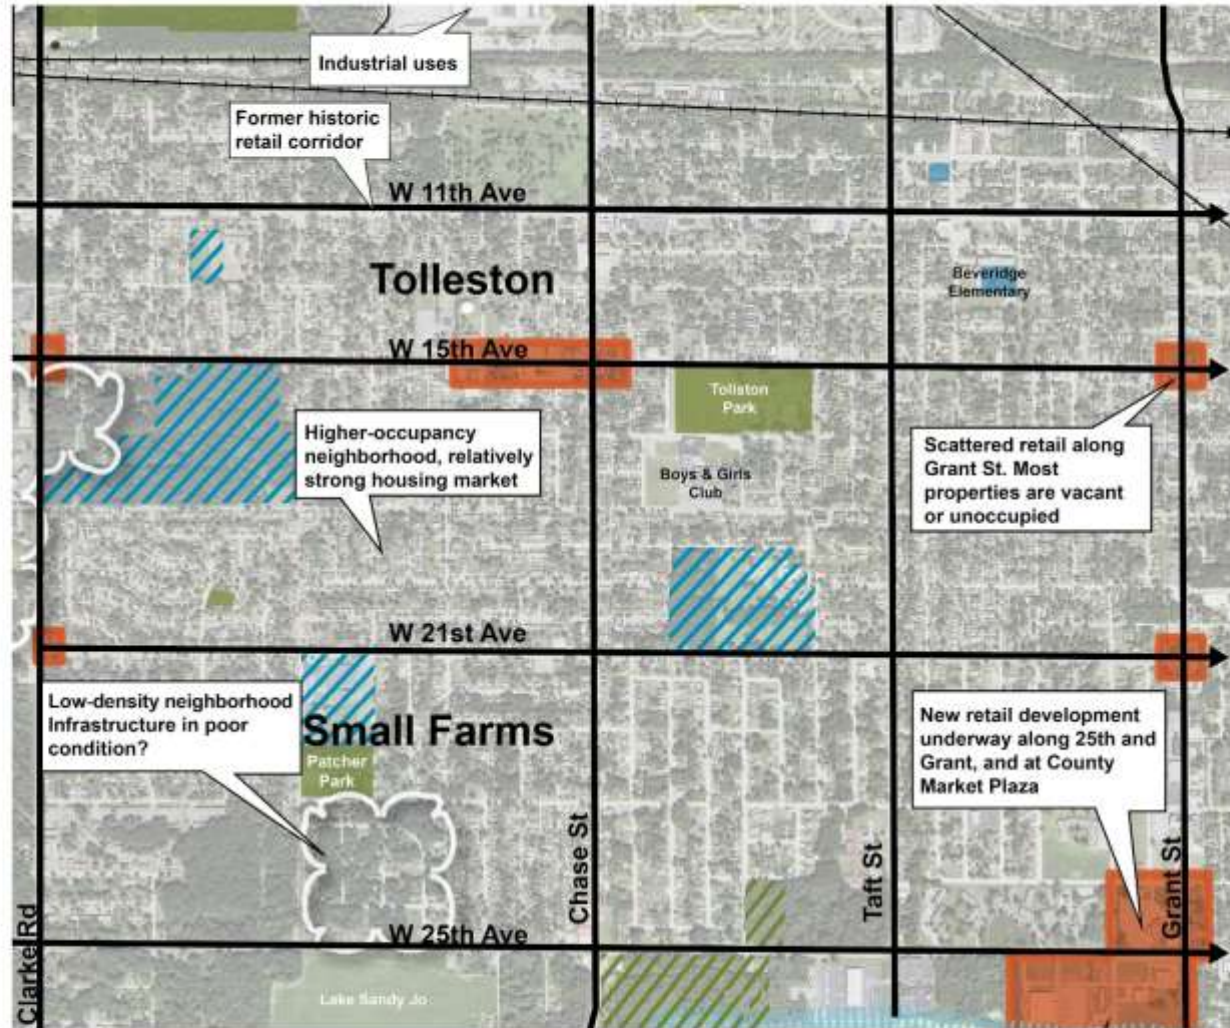 Industrial uses
Former historic
retail corridor
W 11th Ave
Tolleston
Beveridge
Elementary
W 15th Ave
Tollston
Park
Higher-occupancy
neighborhood, relatively
strong housing market
Scattered retail along
Grant St. Most
properties are vacant
or unoccupied
Boys & Girls
Club
W 21st Ave
Low-density neighborhood
Infrastructure in poor
condition?
Small Farms
Patcher
Park
New retail development
underway along 25th and
Grant, and at County
Market Plaza
Clarke Rd
Chase St
Taft St
Grant St
W 25th Ave
Lake Sandy Jo